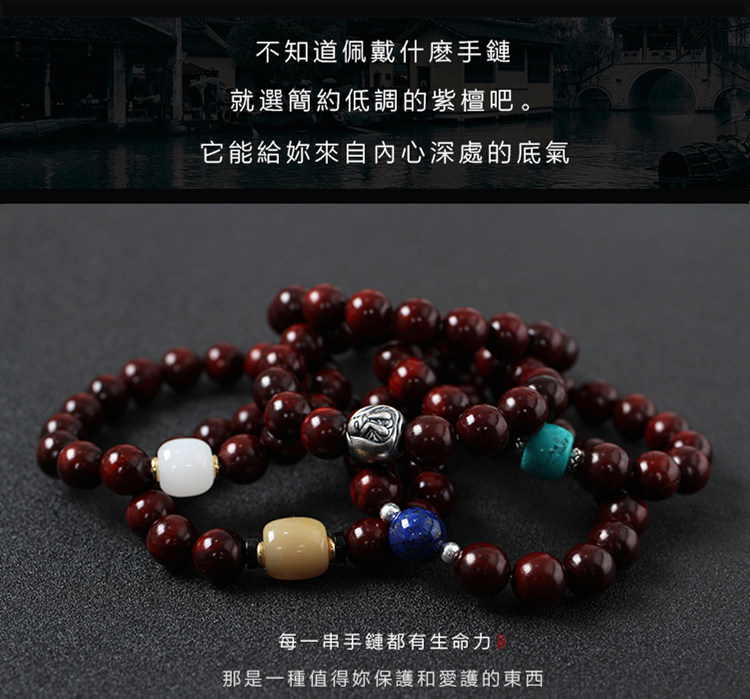 不知道佩戴什麼手鏈
就選簡約低調的紫檀吧。
它能給妳來自內心深處的底氣
每一串手鏈都有生命力
那是一種值得妳保護和愛護的東西